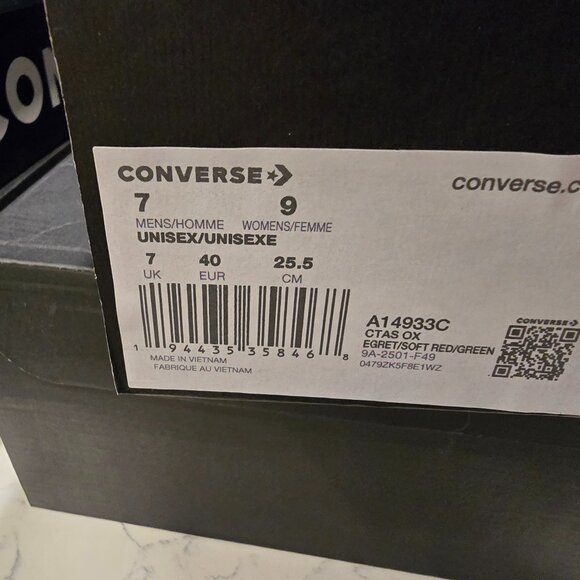 CON
CONVERSE
converse.c
7 9
MENS/HOMME WOMENS/FEMME
UNISEX/UNISEXE
7 40 25.5
UK EUR CM
1 94435 35846 8
MADE IN VIETNAM
FABRIQUE AU VIETNAM
A14933C
CTAS OX
EGRET/SOFT RED/GREEN
9A-2501-F49
0479ZK5F8E1WZ
CONVERSE